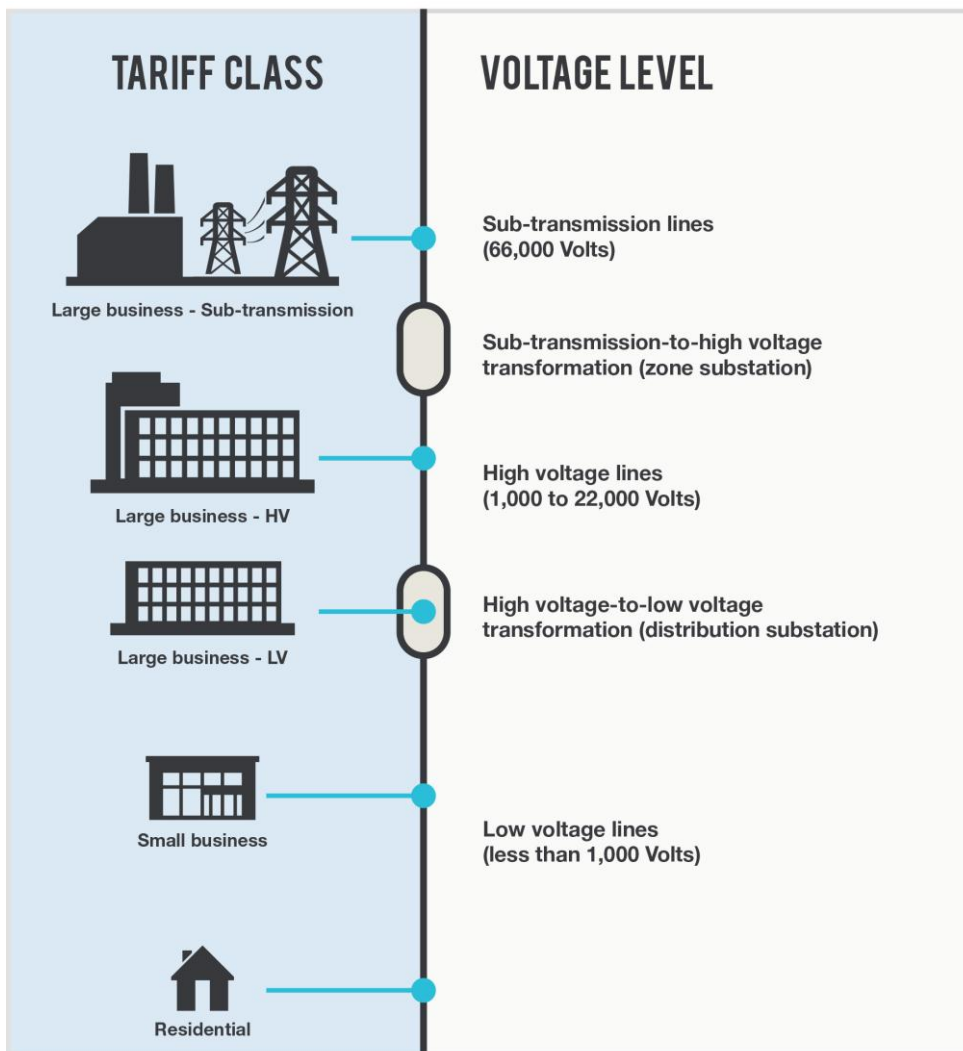 TARIFF CLASS
VOLTAGE LEVEL
Large business - Sub-transmission
Sub-transmission lines
(66,000 Volts)
Sub-transmission-to-high voltage
transformation (zone substation)
Large business - HV
High voltage lines
(1,000 to 22,000 Volts)
Large business - LV
High voltage-to-low voltage
transformation (distribution substation)
Small business
Low voltage lines
(less than 1,000 Volts)
Residential